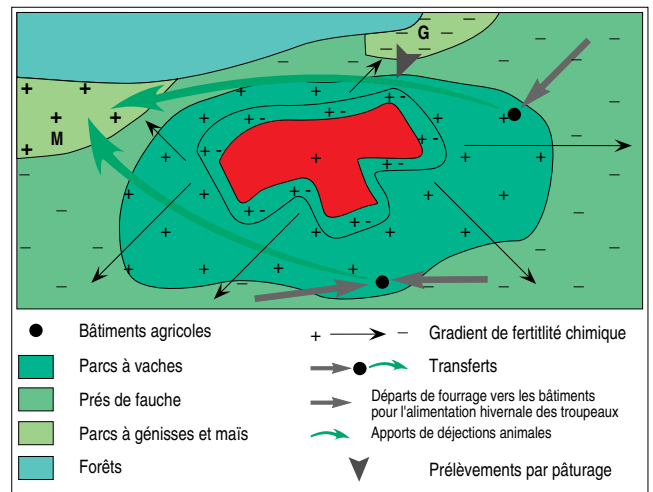 G
M
Bâtiments agricoles
+ → – Gradient de fertitlité chimique
Parcs à vaches
Transferts
Prés de fauche
Départs de fourrage vers les bâtiments
pour l'alimentation hivernale des troupeaux
Parcs à génisses et maïs
Apports de déjections animales
Forêts
Prélèvements par pâturage